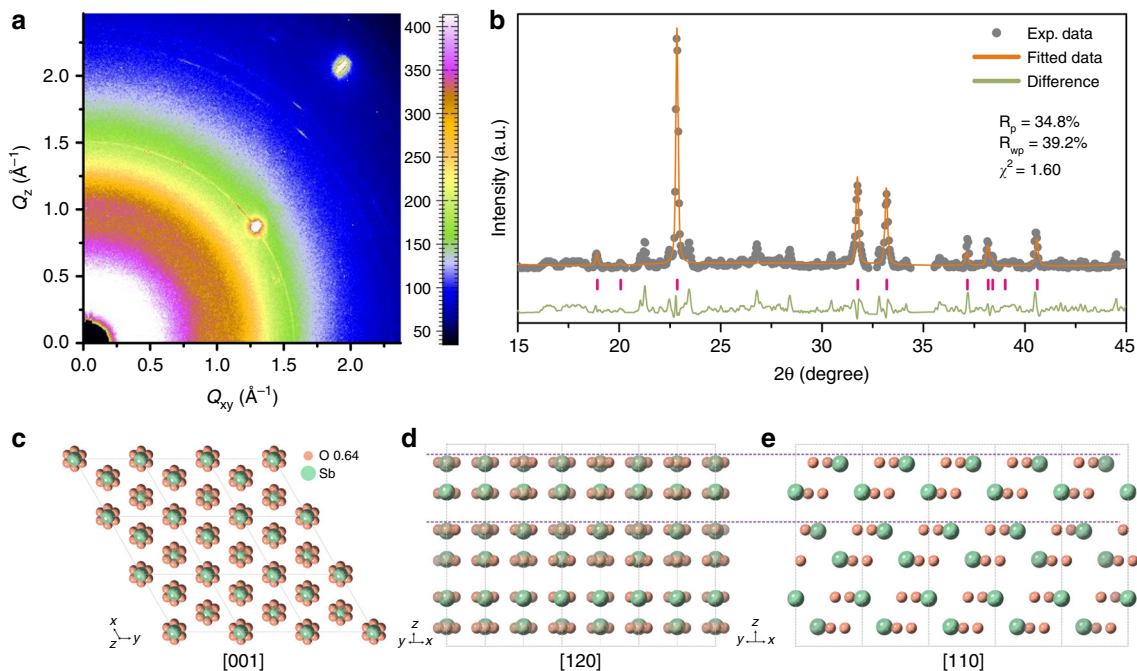 a
Q_z (Å⁻¹)
2.0
1.5
1.0
0.5
0.0
0.0 0.5 1.0 1.5 2.0
Q_xy (Å⁻¹)
400
350
300
250
200
150
100
50
b
Intensity (a.u.)
Exp. data
Fitted data
Difference
R_p = 34.8%
R_wp = 39.2%
χ² = 1.60
15 20 25 30 35 40 45
2θ (degree)
c
O 0.64
Sb
x
z y
[001]
d
z
y x
[120]
e
z
y x
[110]